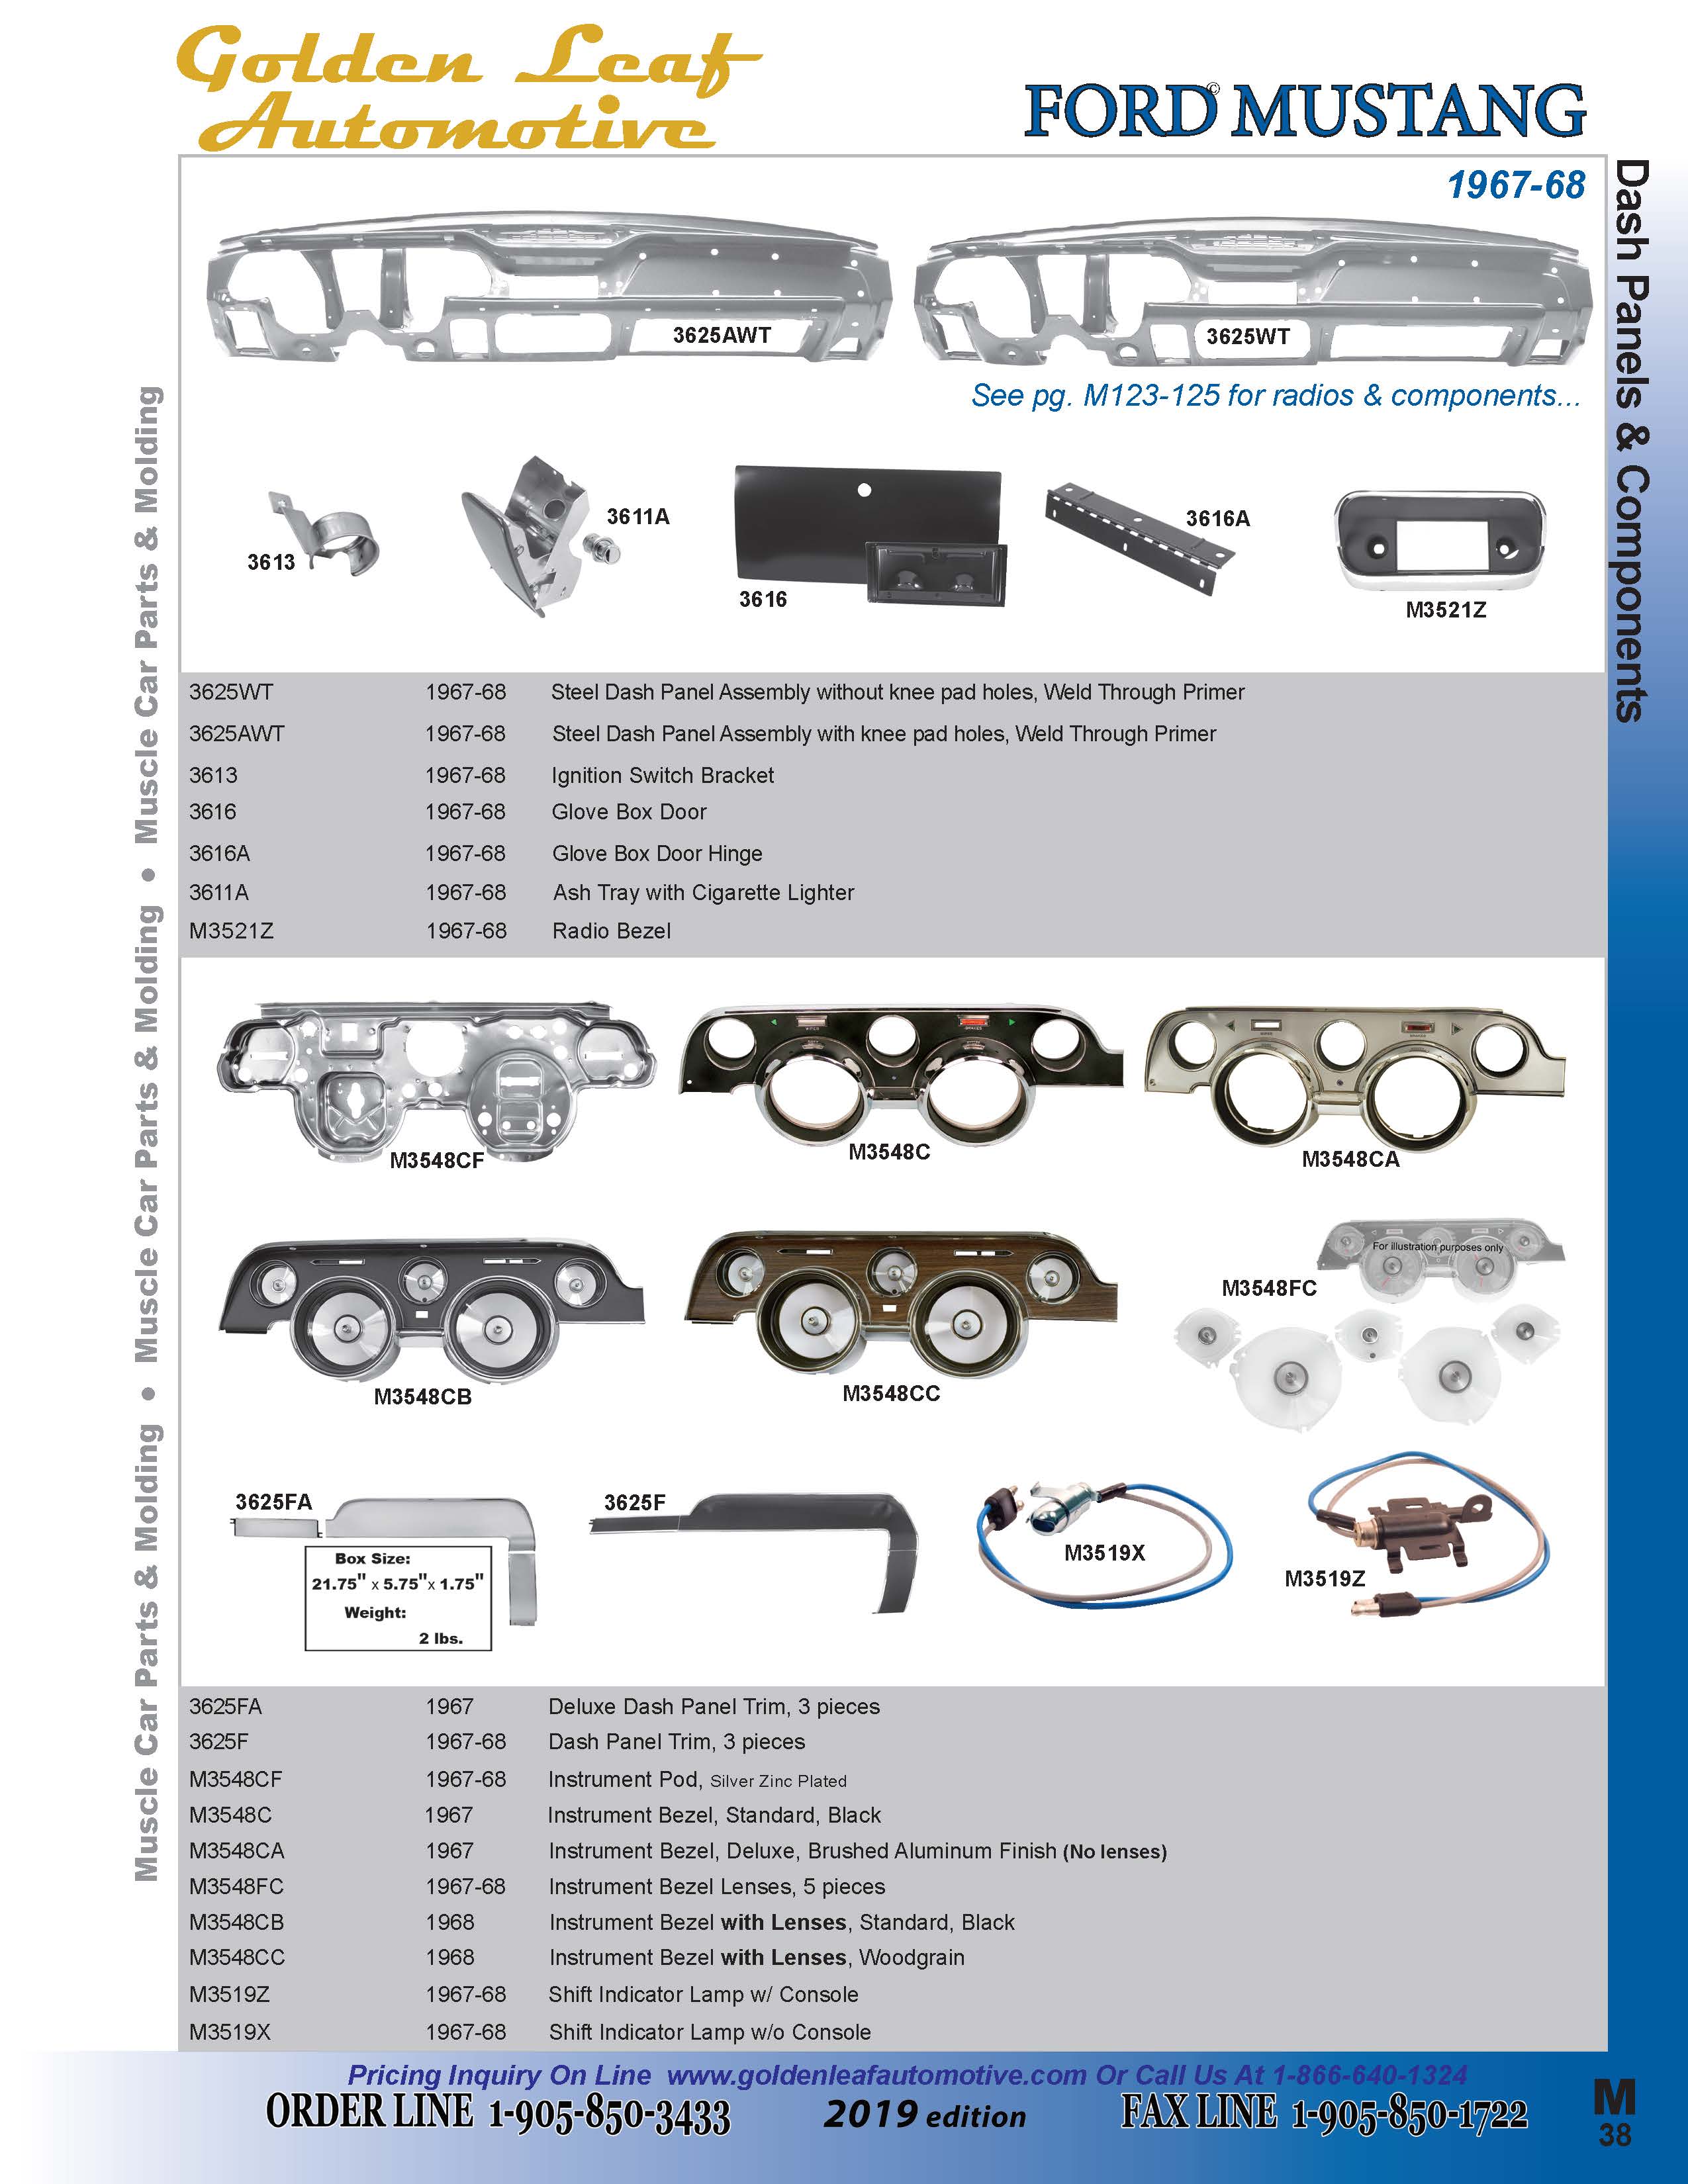 Golden Leaf
Automotive
FORD© MUSTANG
1967-68
Dash Panels & Components
Muscle Car Parts & Molding • Muscle Car Parts & Molding • Muscle Car Parts & Molding
3625AWT
3625WT
See pg. M123-125 for radios & components...
3613
3611A
3616
3616A
M3521Z
3625WT 1967-68 Steel Dash Panel Assembly without knee pad holes, Weld Through Primer
3625AWT 1967-68 Steel Dash Panel Assembly with knee pad holes, Weld Through Primer
3613 1967-68 Ignition Switch Bracket
3616 1967-68 Glove Box Door
3616A 1967-68 Glove Box Door Hinge
3611A 1967-68 Ash Tray with Cigarette Lighter
M3521Z 1967-68 Radio Bezel
M3548CF
M3548C
M3548CA
M3548CB
M3548CC
M3548FC
For illustration purposes only
3625FA
Box Size:
21.75" x 5.75"x 1.75"
Weight:
2 lbs.
3625F
M3519X
M3519Z
3625FA 1967 Deluxe Dash Panel Trim, 3 pieces
3625F 1967-68 Dash Panel Trim, 3 pieces
M3548CF 1967-68 Instrument Pod, Silver Zinc Plated
M3548C 1967 Instrument Bezel, Standard, Black
M3548CA 1967 Instrument Bezel, Deluxe, Brushed Aluminum Finish (No lenses)
M3548FC 1967-68 Instrument Bezel Lenses, 5 pieces
M3548CB 1968 Instrument Bezel with Lenses, Standard, Black
M3548CC 1968 Instrument Bezel with Lenses, Woodgrain
M3519Z 1967-68 Shift Indicator Lamp w/ Console
M3519X 1967-68 Shift Indicator Lamp w/o Console
Pricing Inquiry On Line www.goldenleafautomotive.com Or Call Us At 1-866-640-1324
ORDER LINE 1-905-850-3433 2019 edition FAX LINE 1-905-850-1722
M
38